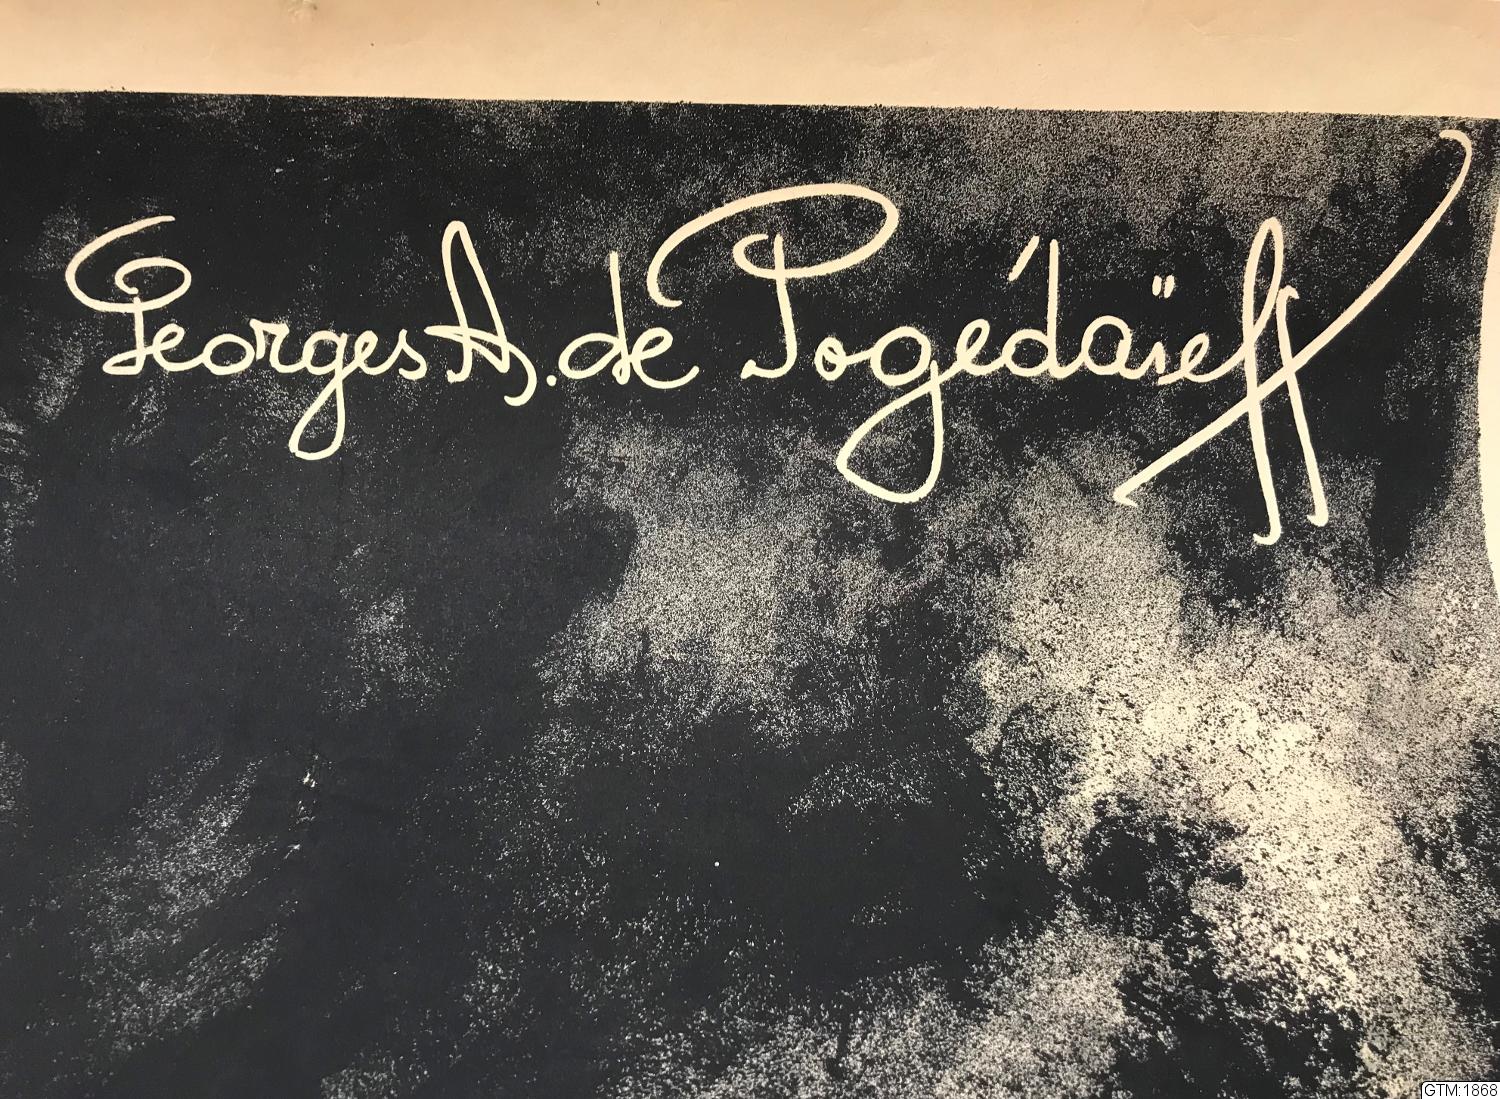 Georges A. de Pogédaïeff
GTM:1868